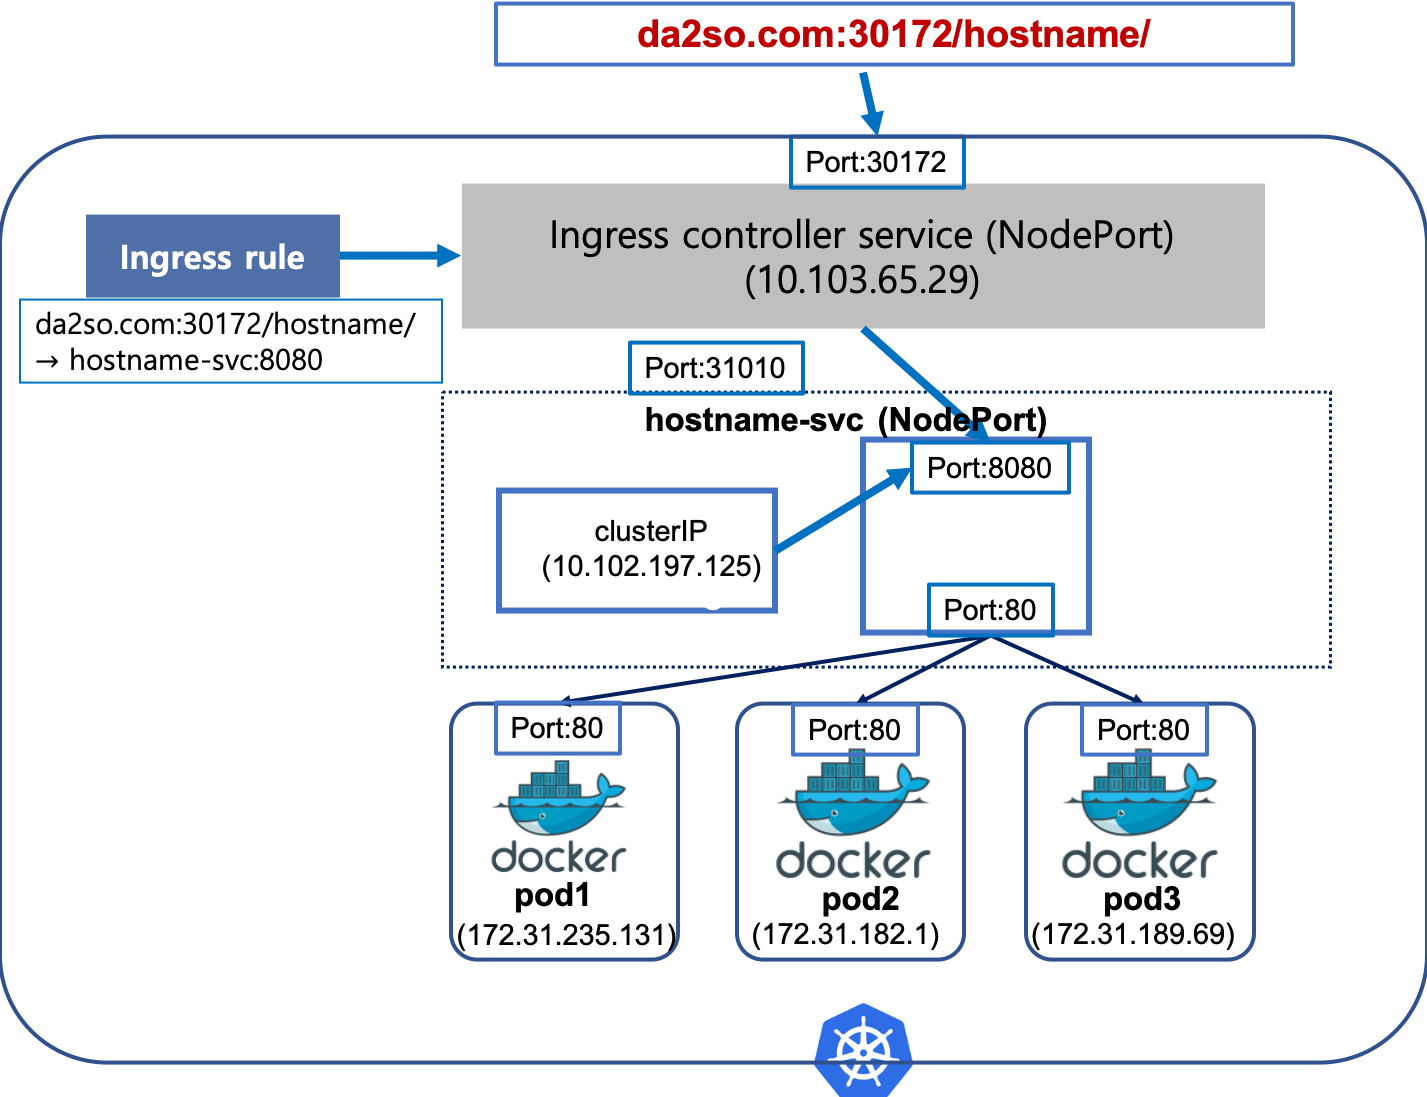 da2so.com:30172/hostname/
Port:30172
Ingress controller service (NodePort)
(10.103.65.29)
Ingress rule
da2so.com:30172/hostname/
→ hostname-svc:8080
Port:31010
hostname-svc (NodePort)
Port:8080
clusterIP
(10.102.197.125)
Port:80
Port:80
docker
pod1
(172.31.235.131)
Port:80
docker
pod2
(172.31.182.1)
Port:80
docker
pod3
(172.31.189.69)